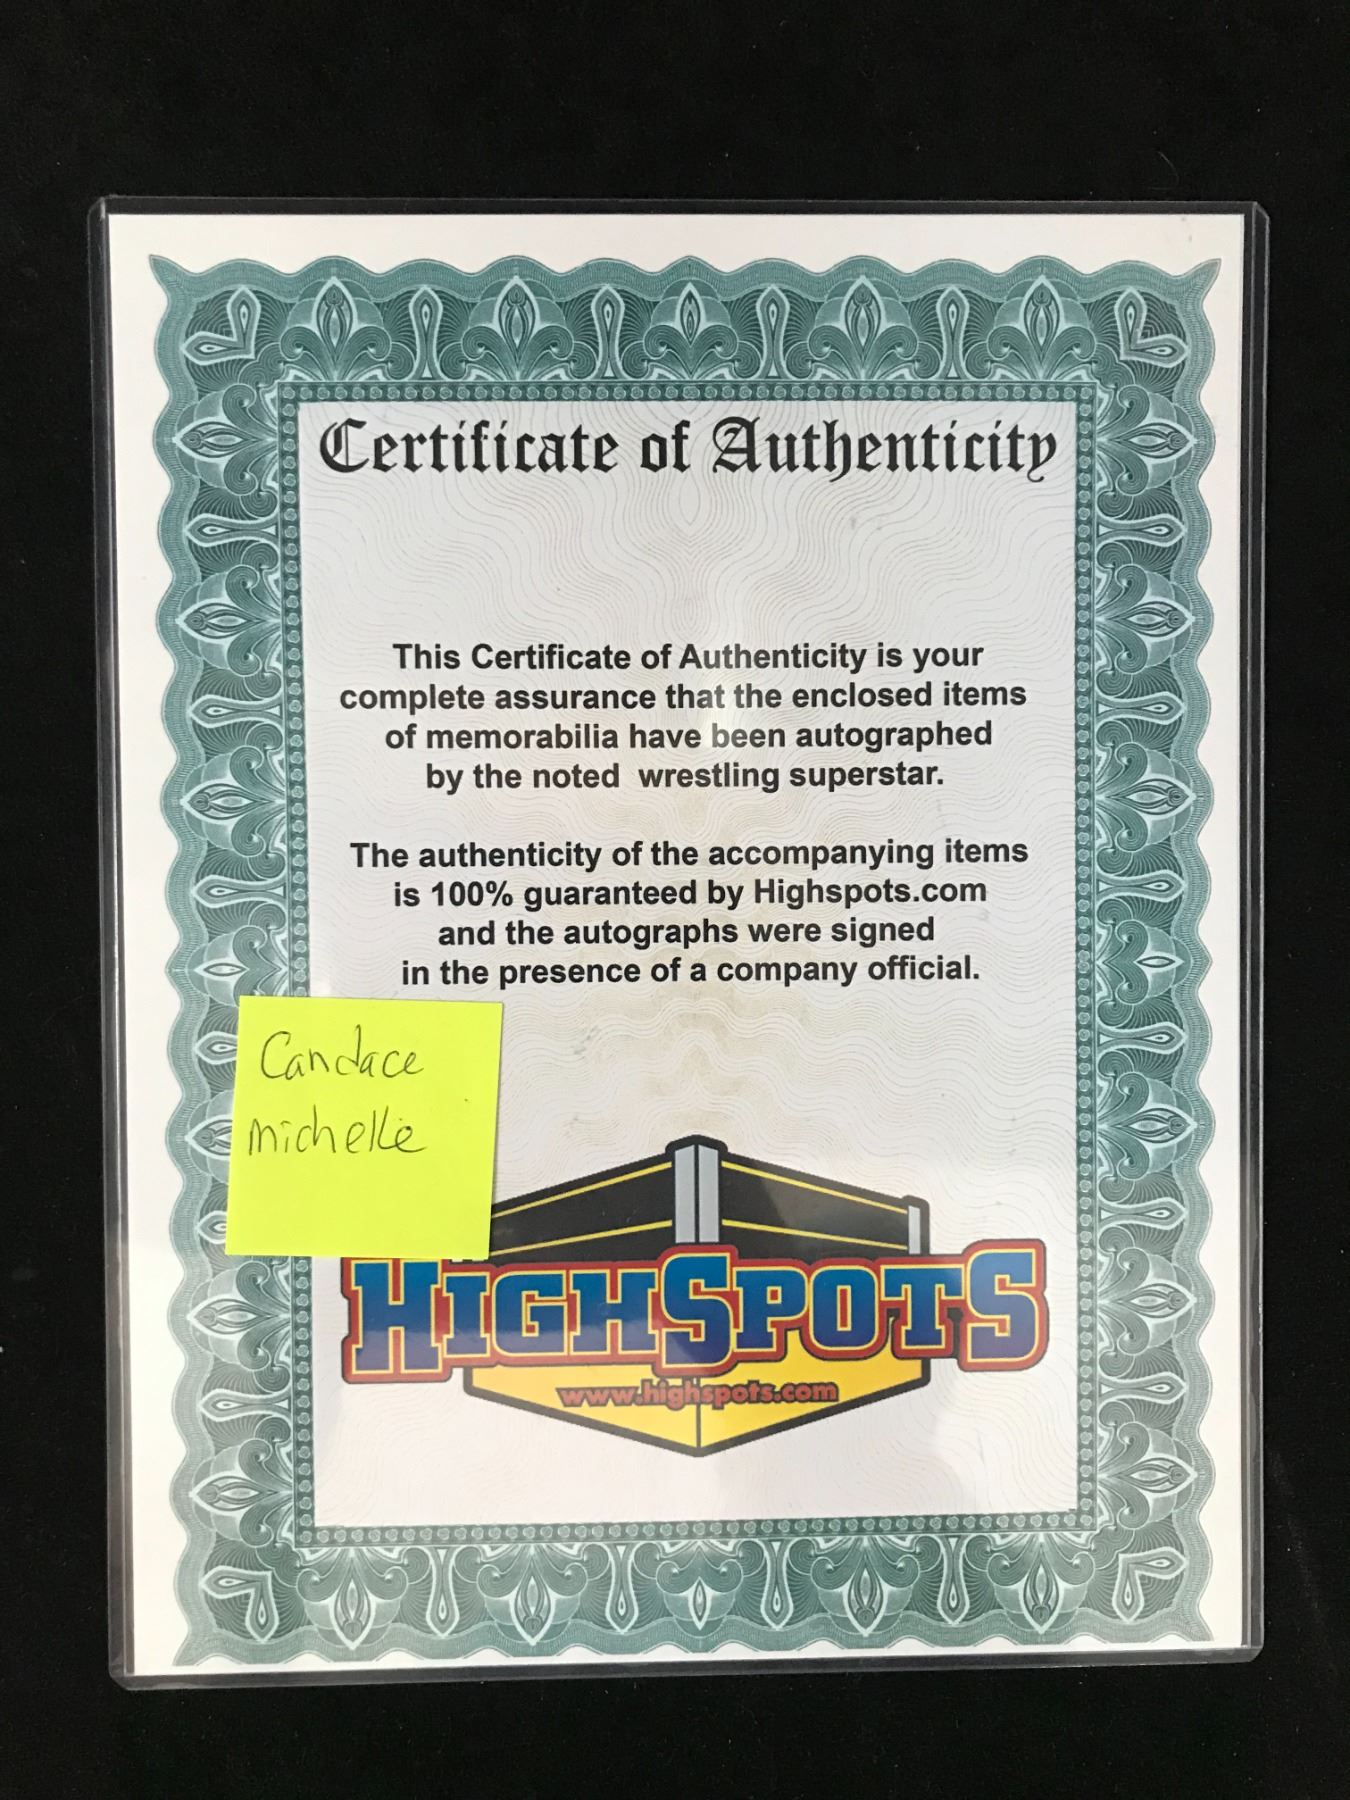 Certificate of Authenticity
This Certificate of Authenticity is your
complete assurance that the enclosed items
of memorabilia have been autographed
by the noted wrestling superstar.
The authenticity of the accompanying items
is 100% guaranteed by Highspots.com
and the autographs were signed
in the presence of a company official.
Candace
michelle
HIGHSPOTS
www.highspots.com